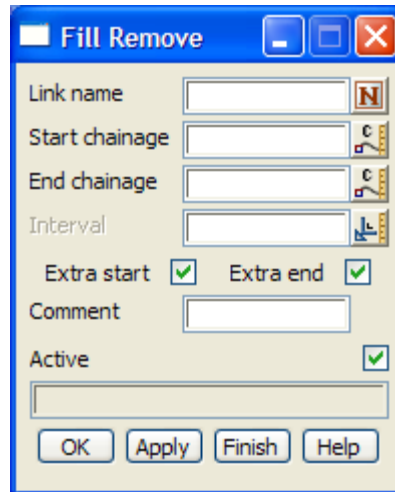 Fill Remove
Link name N
Start chainage C
End chainage C
Interval L
Extra start Extra end
Comment
Active
OK Apply Finish Help